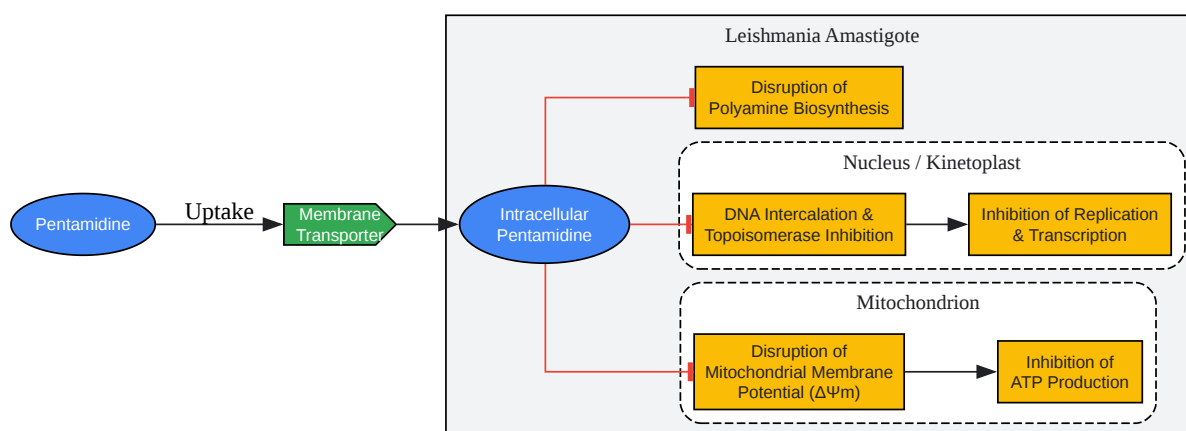 Leishmania Amastigote
Disruption of
Polyamine Biosynthesis
Nucleus / Kinetoplast
Pentamidine
Uptake
Membrane
Transporter
Intracellular
Pentamidine
DNA Intercalation &
Topoisomerase Inhibition
Inhibition of Replication
& Transcription
Mitochondrion
Disruption of
Mitochondrial Membrane
Potential (ΔΨm)
Inhibition of
ATP Production